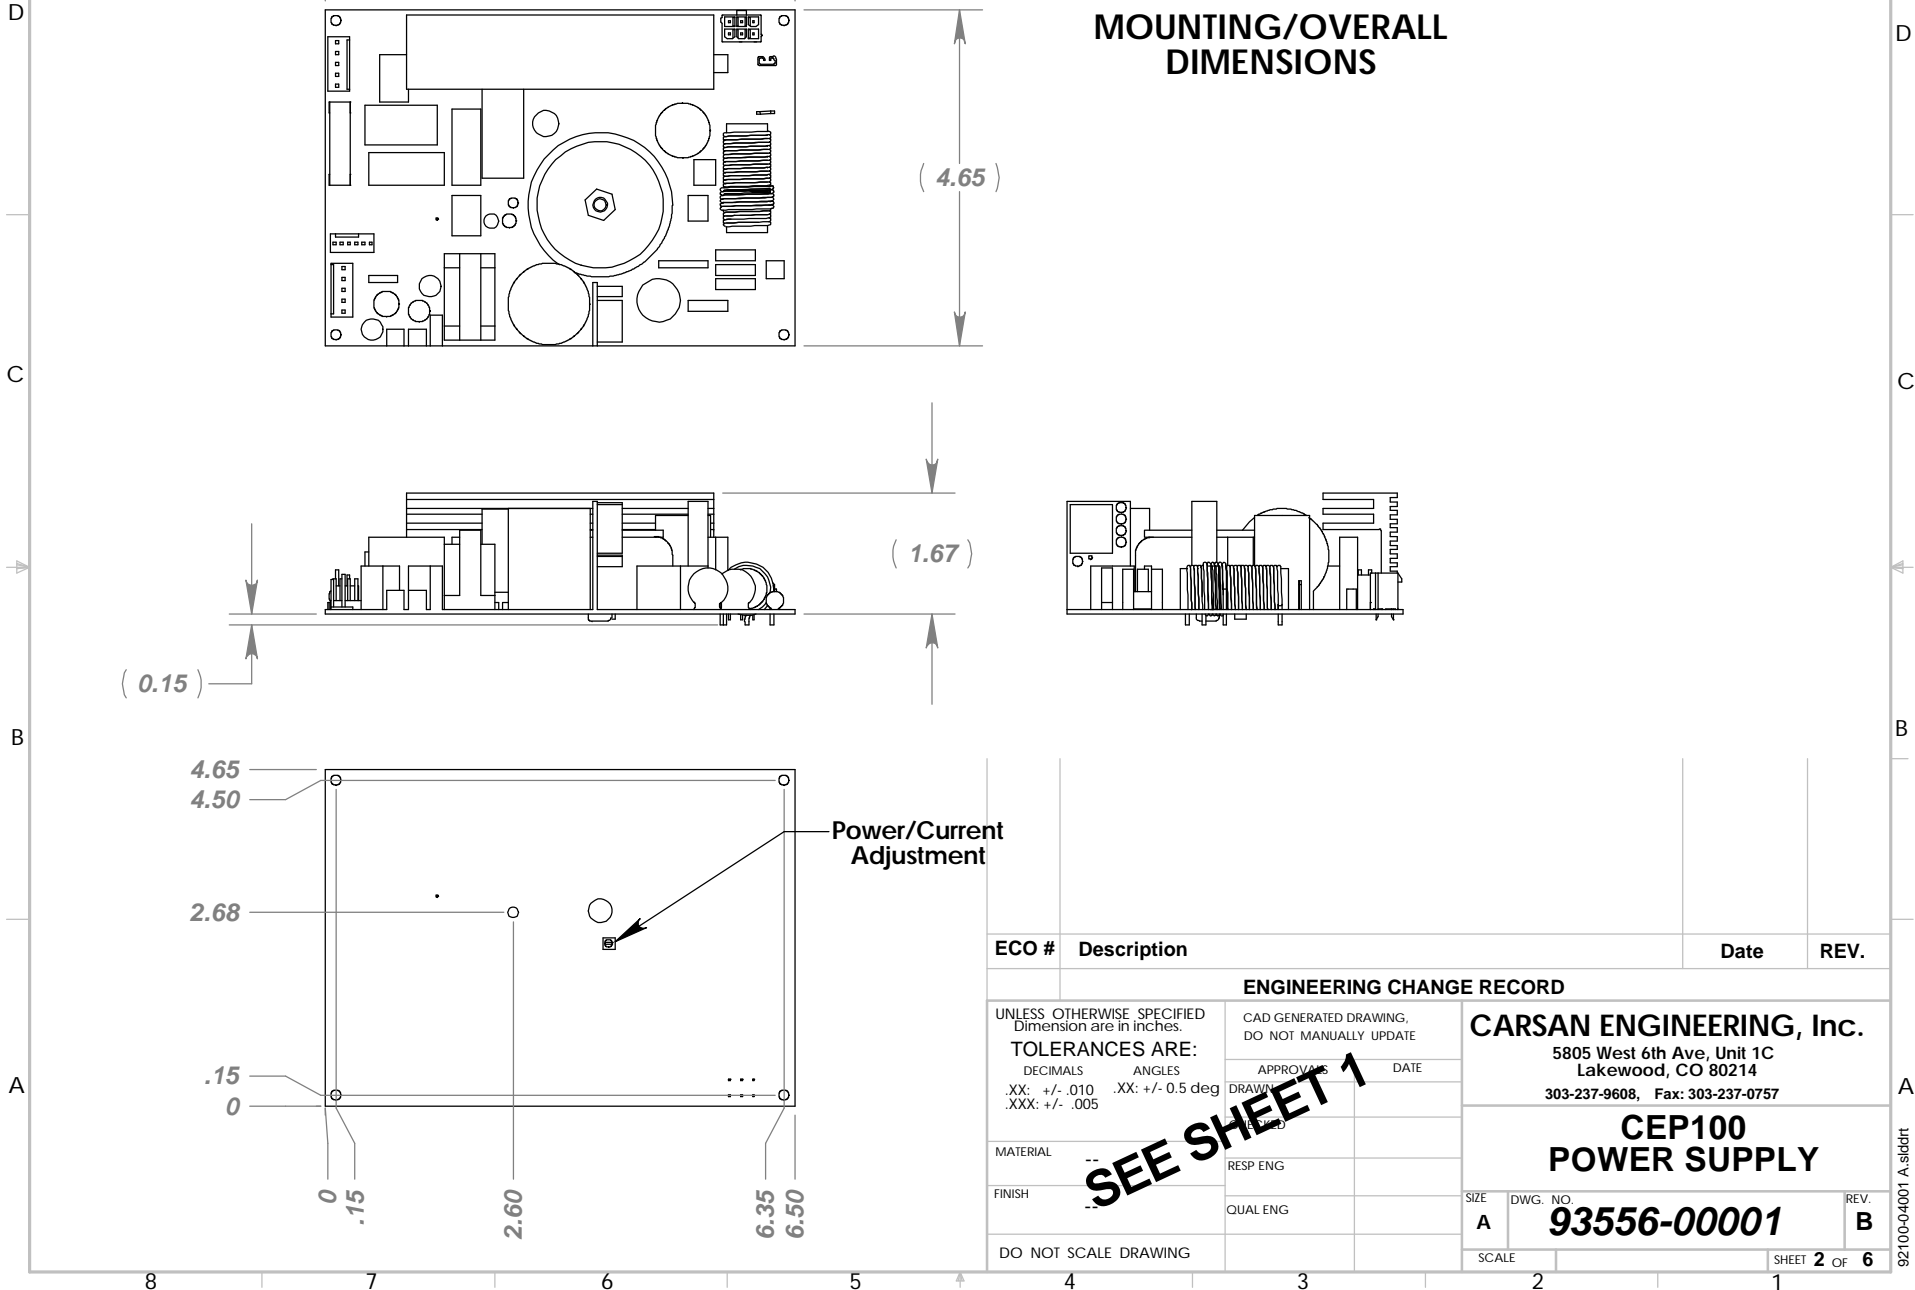 D
MOUNTING/OVERALL
DIMENSIONS
D
( 4.65 )
C
C
( 1.67 )
( 0.15 )
B
B
4.65
4.50
2.68
.15
0
0
.15
2.60
6.35
6.50
Power/Current
Adjustment
A
A
ECO # Description Date REV.
ENGINEERING CHANGE RECORD
UNLESS OTHERWISE SPECIFIED
Dimension are in inches.
TOLERANCES ARE:
DECIMALS ANGLES
.XX: +/- .010 .XX: +/- 0.5 deg
.XXX: +/- .005
MATERIAL
--
FINISH
--
DO NOT SCALE DRAWING
CAD GENERATED DRAWING,
DO NOT MANUALLY UPDATE
APPROVALS DATE
DRAWN
CHECKED
RESP ENG
QUAL ENG
SEE SHEET 1
CARSAN ENGINEERING, Inc.
5805 West 6th Ave, Unit 1C
Lakewood, CO 80214
303-237-9608, Fax: 303-237-0757
CEP100
POWER SUPPLY
SIZE
A
DWG. NO.
93556-00001
REV.
B
SCALE
SHEET 2 OF 6
92100-04001 A.slddrt
8 7 6 5 4 3 2 1